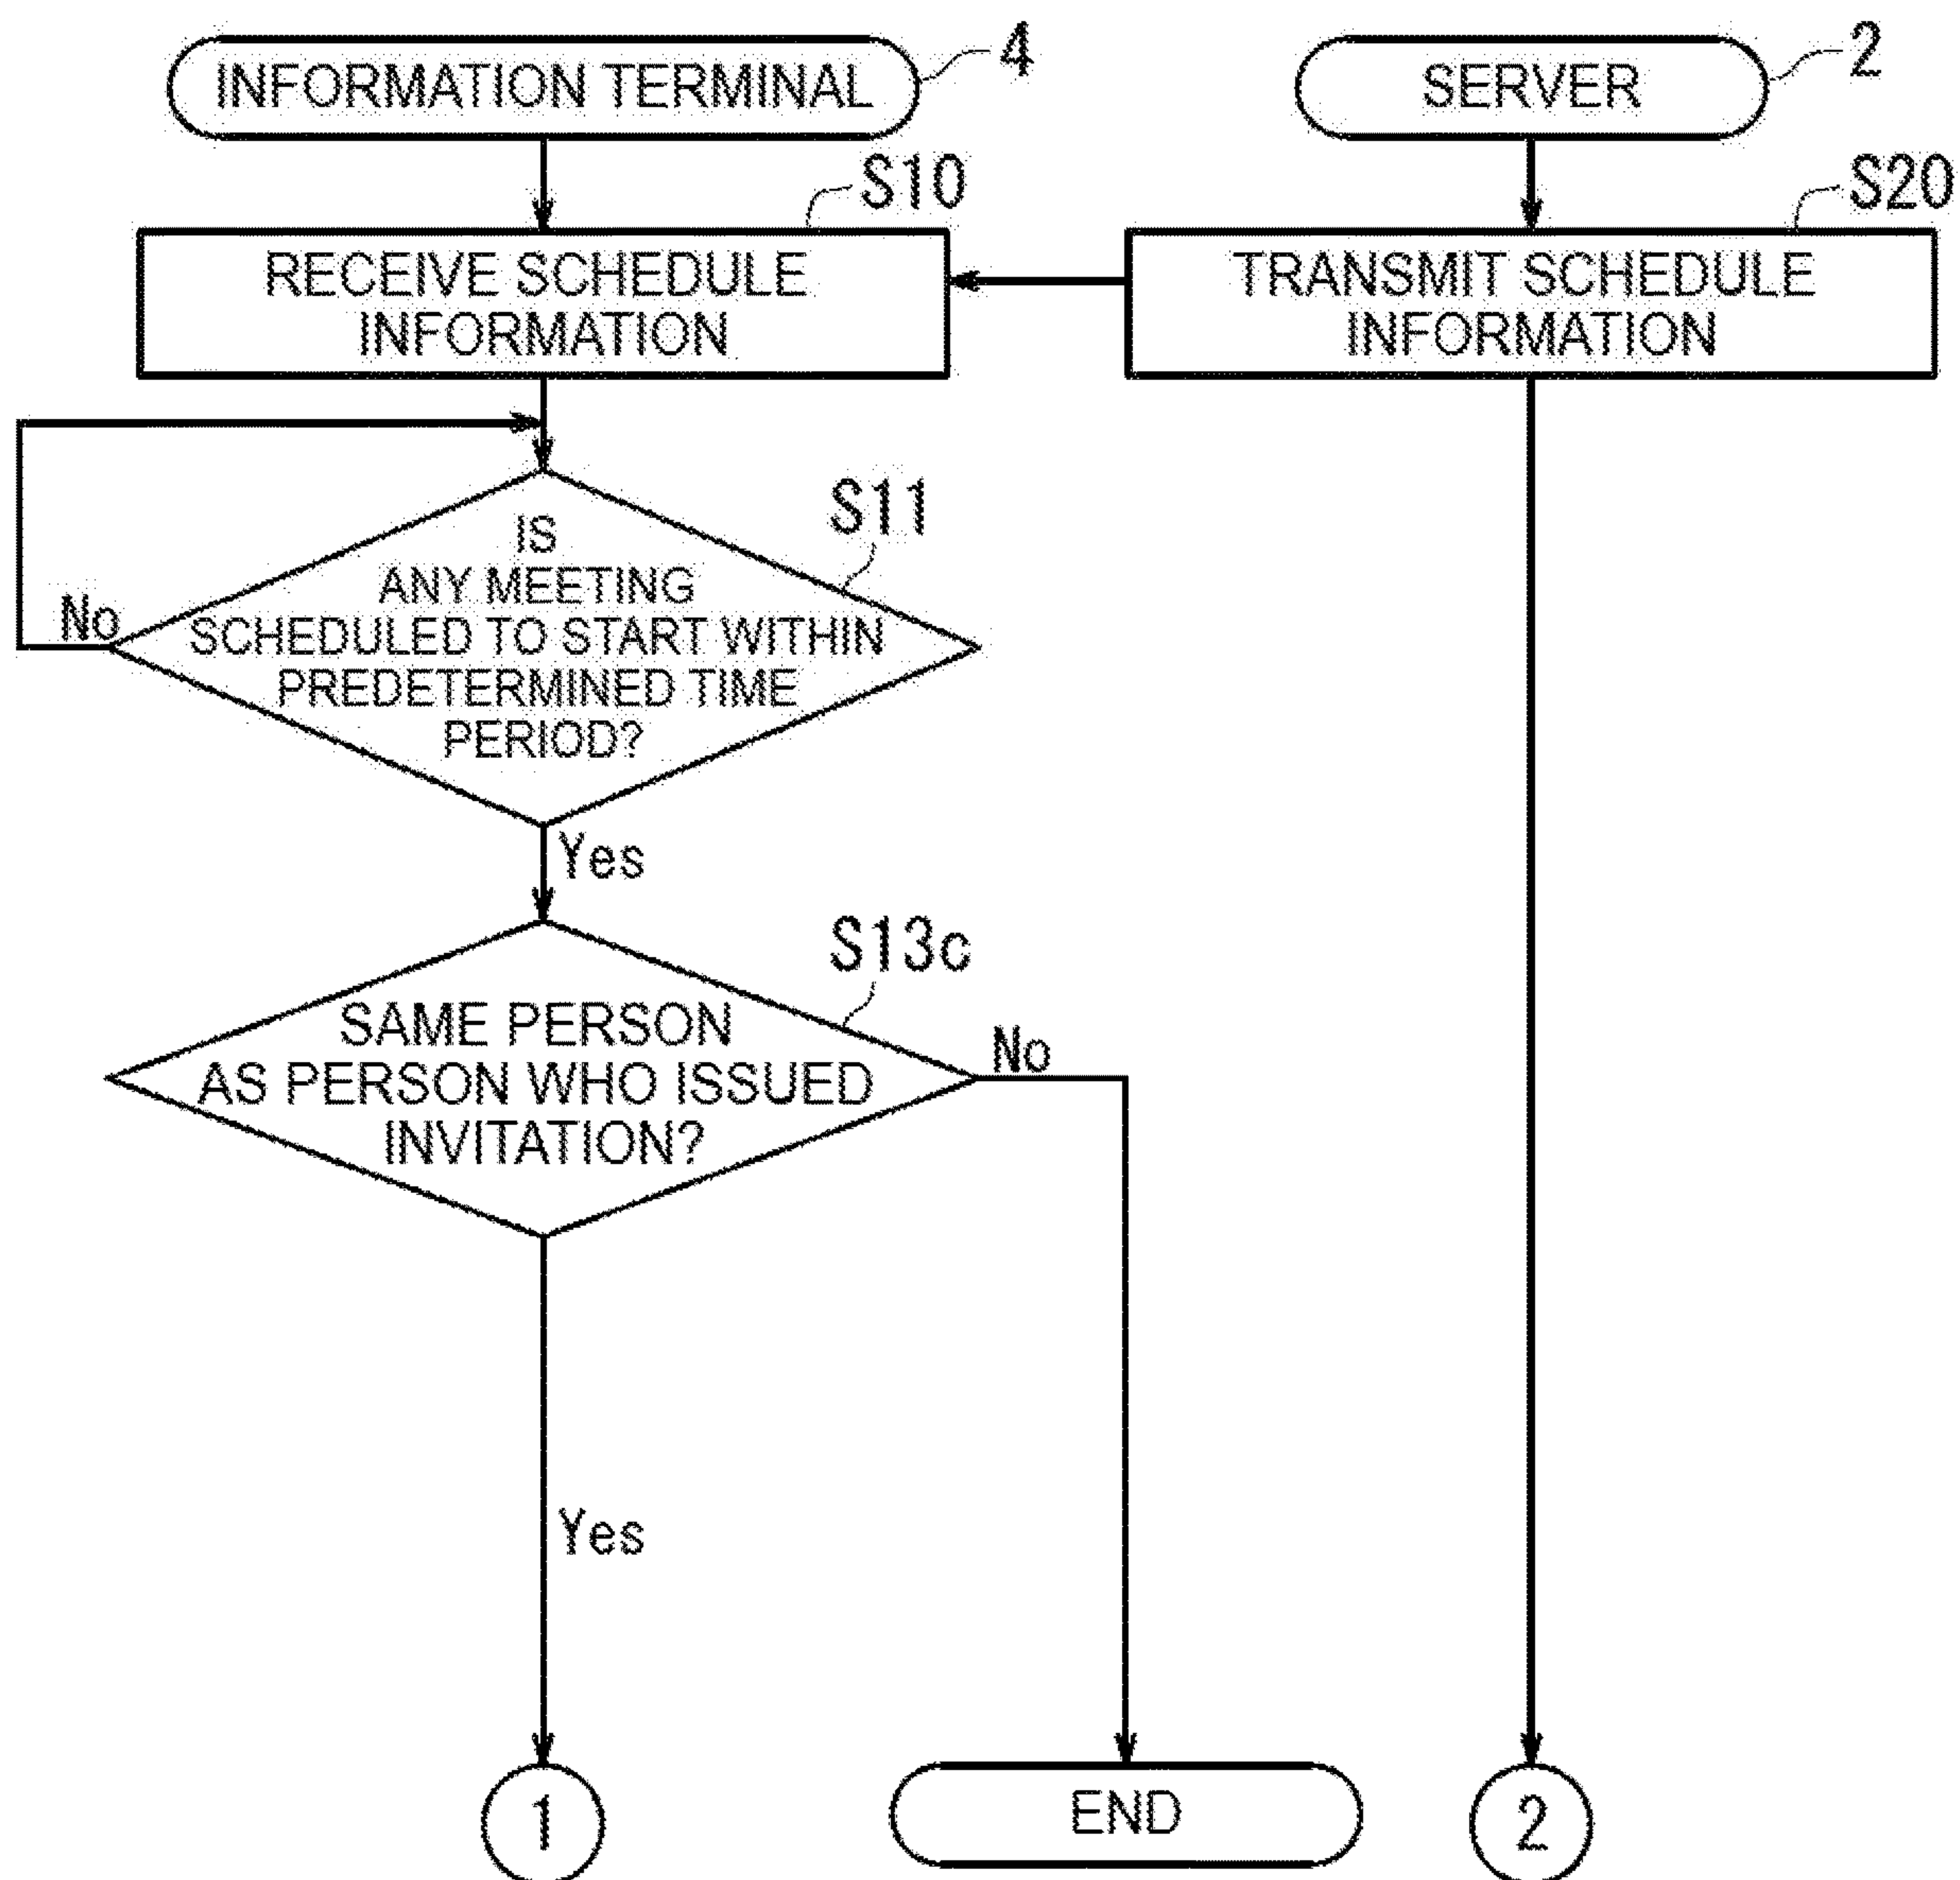 INFORMATION TERMINAL
4
SERVER
2
S10
S20
RECEIVE SCHEDULE
INFORMATION
TRANSMIT SCHEDULE
INFORMATION
S11
IS
ANY MEETING
SCHEDULED TO START WITHIN
PREDETERMINED TIME
PERIOD?
No
Yes
S13c
SAME PERSON
AS PERSON WHO ISSUED
INVITATION?
No
Yes
1
END
2